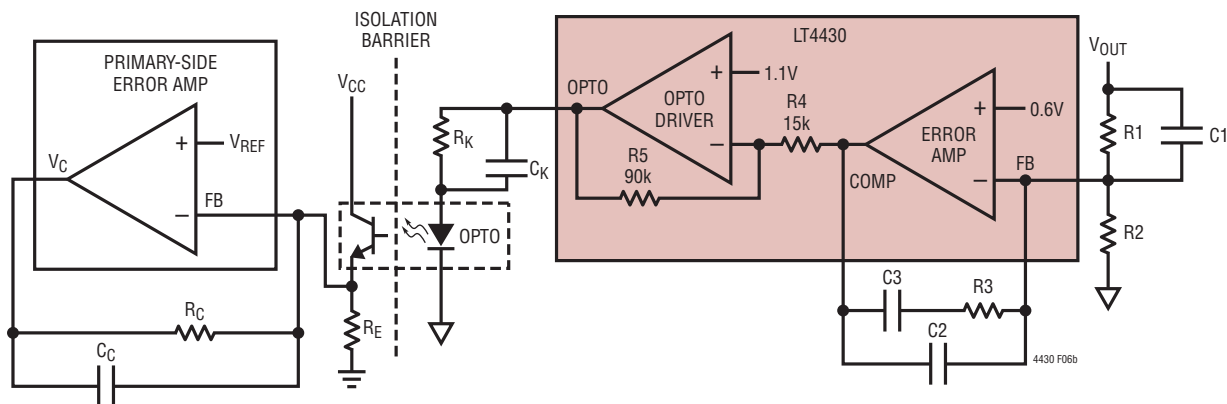 ISOLATION
BARRIER
LT4430
PRIMARY-SIDE
ERROR AMP
VCC
VOUT
OPTO
+
1.1V
OPTO
DRIVER
R4
15k
+
0.6V
ERROR
AMP
R1
C1
+
VREF
VC
RK
CK
−
R5
90k
COMP
−
FB
FB
−
OPTO
R2
C3
R3
RC
RE
C2
CC
4430 F06b